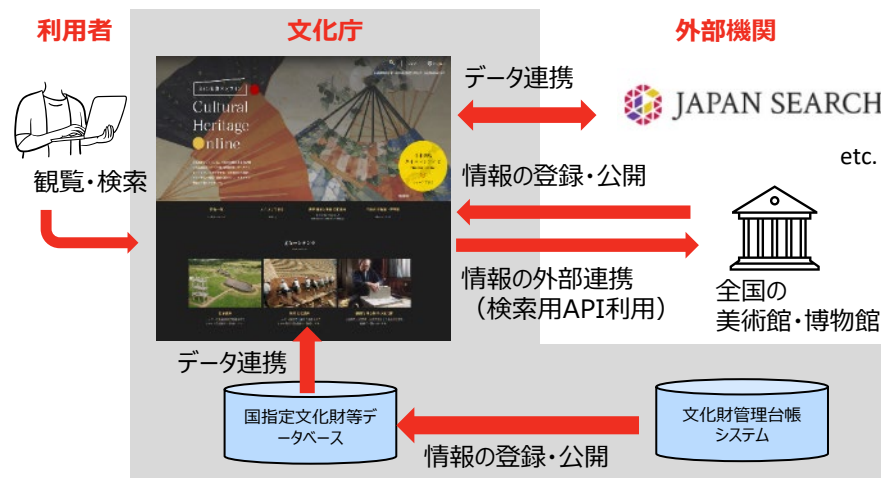 利用者
文化庁
外部機関
Cultural
Heritage
Online
データ連携
JAPAN SEARCH
etc.
観覧・検索
情報の登録・公開
情報の外部連携
（検索用API利用）
全国の
美術館・博物館
データ連携
国指定文化財等デ
ータベース
文化財管理台帳
システム
情報の登録・公開